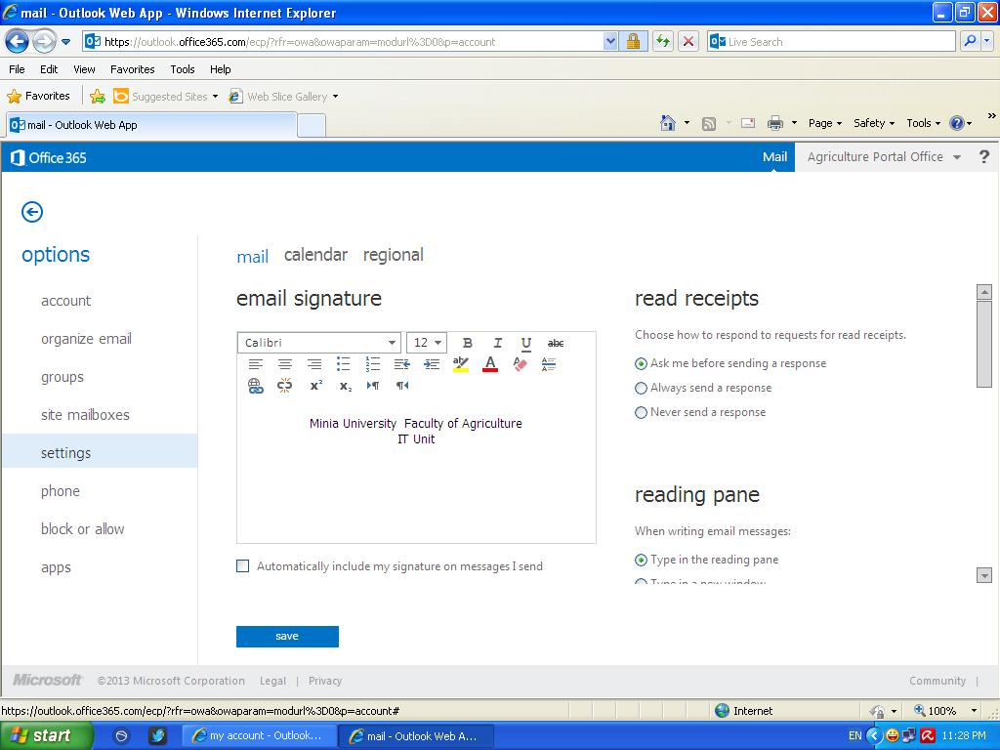 mail - Outlook Web App - Windows Internet Explorer
https://outlook.office365.com/ecp/?rfr=owa&owaparam=modurl%3D0&p=account
Live Search
File Edit View Favorites Tools Help
Favorites Suggested Sites Web Slice Gallery
mail - Outlook Web App
Page Safety Tools »
Office 365 Mail Agriculture Portal Office ?
options
account
organize email
groups
site mailboxes
settings
phone
block or allow
apps
mail calendar regional
email signature
Calibri 12 B I U abc
ab A A
x² x₂
Minia University Faculty of Agriculture
IT Unit
Automatically include my signature on messages I send
save
read receipts
Choose how to respond to requests for read receipts.
Ask me before sending a response
Always send a response
Never send a response
reading pane
When writing email messages:
Type in the reading pane
Type in a new window
Microsoft ©2013 Microsoft Corporation Legal | Privacy Community |
https://outlook.office365.com/ecp/?rfr=owa&owaparam=modurl%3D0&p=account#
Internet 100%
start my account - Outlook... mail - Outlook Web A... EN 11:28 PM